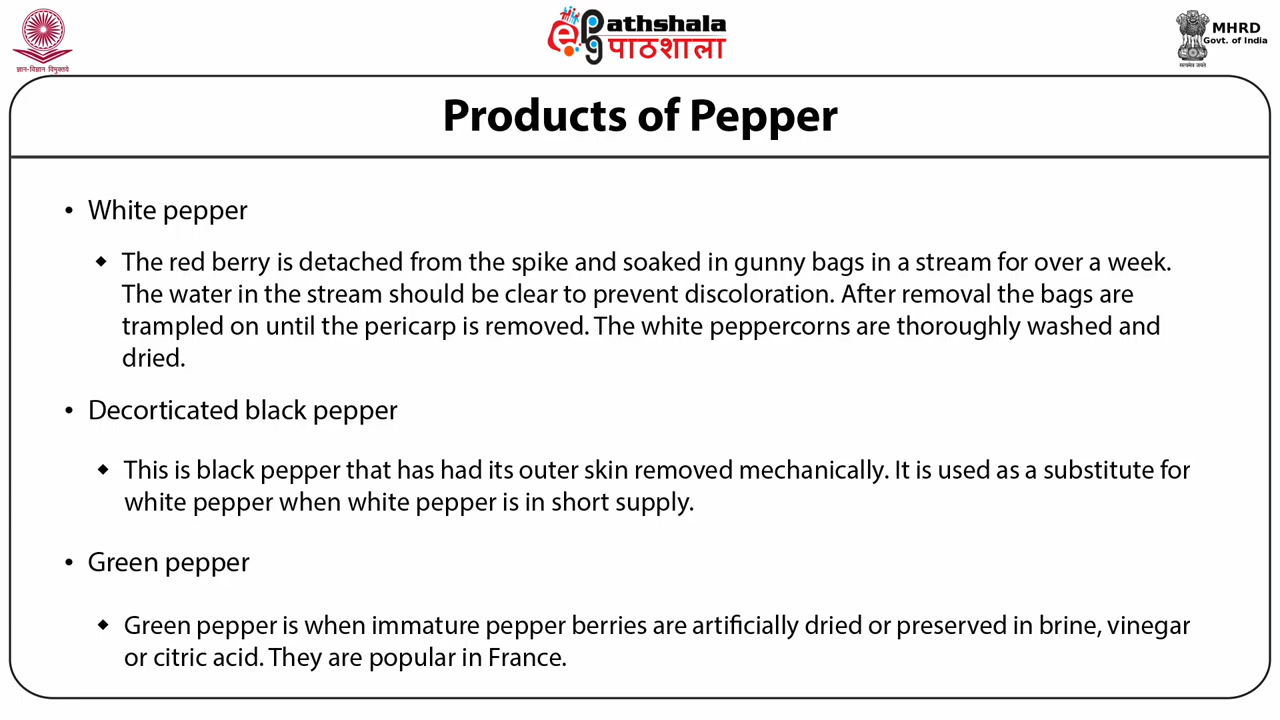 ज्ञान-विज्ञान विमुक्तये
epg Pathshala
पाठशाला
MHRD
Govt. of India
सत्यमेव जयते
Products of Pepper
• White pepper
◆ The red berry is detached from the spike and soaked in gunny bags in a stream for over a week.
The water in the stream should be clear to prevent discoloration. After removal the bags are
trampled on until the pericarp is removed. The white peppercorns are thoroughly washed and
dried.
• Decorticated black pepper
◆ This is black pepper that has had its outer skin removed mechanically. It is used as a substitute for
white pepper when white pepper is in short supply.
• Green pepper
◆ Green pepper is when immature pepper berries are artificially dried or preserved in brine, vinegar
or citric acid. They are popular in France.